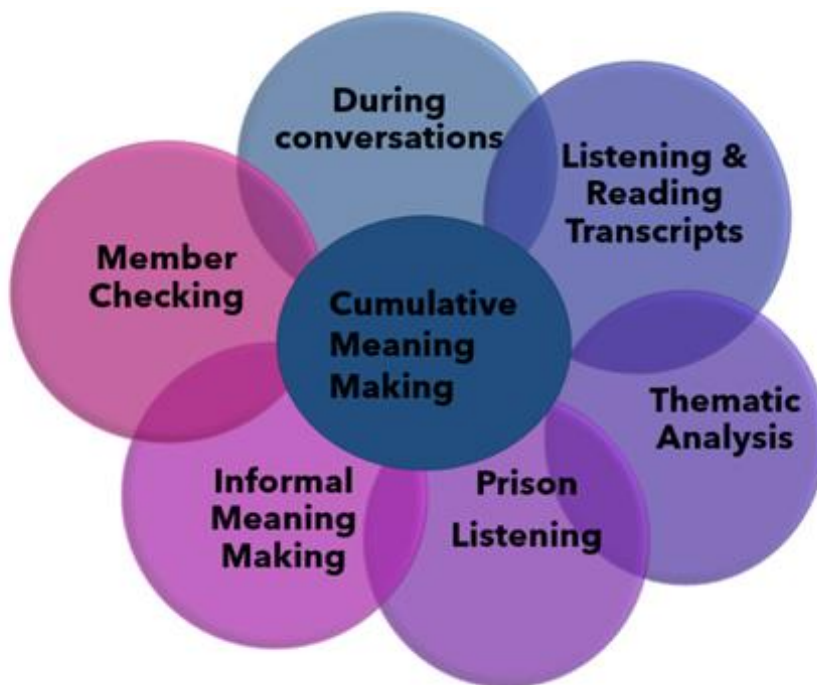 During
conversations
Listening &
Reading
Transcripts
Thematic
Analysis
Prison
Listening
Informal
Meaning
Making
Member
Checking
Cumulative
Meaning
Making